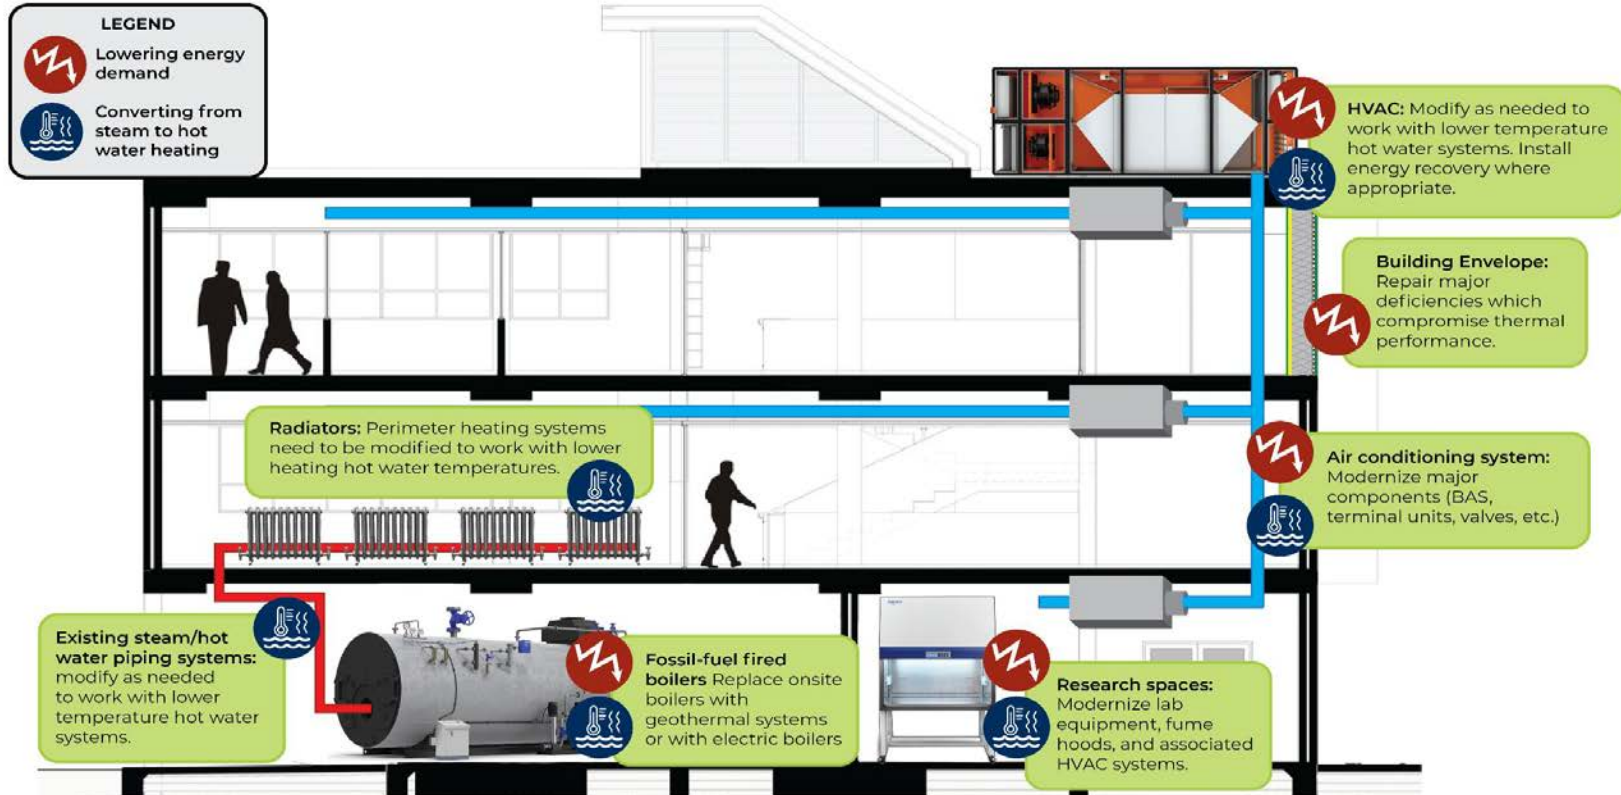 LEGEND
Lowering energy
demand
Converting from
steam to hot
water heating
HVAC: Modify as needed to
work with lower temperature
hot water systems. Install
energy recovery where
appropriate.
Building Envelope:
Repair major
deficiencies which
compromise thermal
performance.
Radiators: Perimeter heating systems
need to be modified to work with lower
heating hot water temperatures.
Air conditioning system:
Modernize major
components (BAS,
terminal units, valves, etc.)
Existing steam/hot
water piping systems:
modify as needed
to work with lower
temperature hot water
systems.
Fossil-fuel fired
boilers Replace onsite
boilers with
geothermal systems
or with electric boilers
Research spaces:
Modernize lab
equipment, fume
hoods, and associated
HVAC systems.